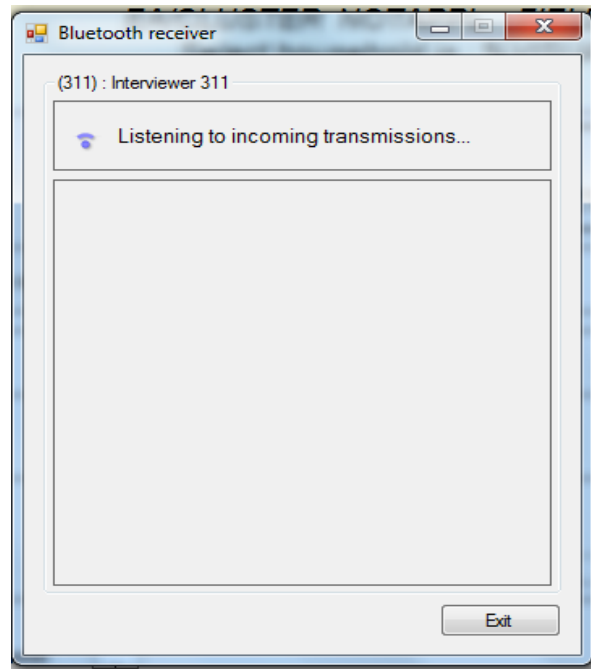 Bluetooth receiver
(311) : Interviewer 311
Listening to incoming transmissions...
Exit